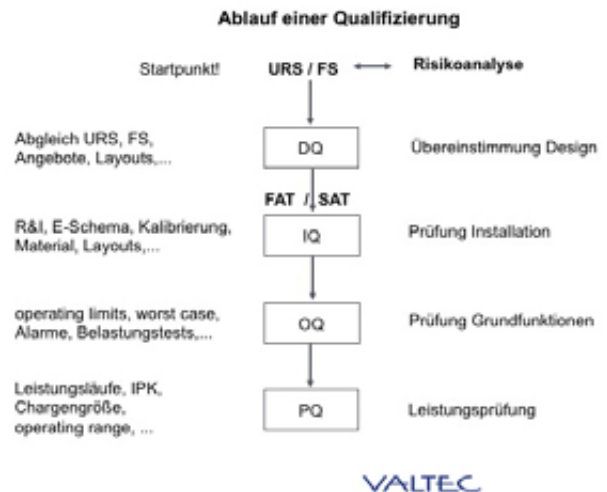 Ablauf einer Qualifizierung
Startpunkt! URS / FS Risikoanalyse
Abgleich URS, FS,
Angebote, Layouts,...
DQ
Übereinstimmung Design
FAT / SAT
R&I, E-Schema, Kalibrierung,
Material, Layouts,...
IQ
Prüfung Installation
operating limits, worst case,
Alarme, Belastungstests,...
OQ
Prüfung Grundfunktionen
Leistungsläufe, IPK,
Chargengröße,
operating range, ...
PQ
Leistungsprüfung
VALTEC